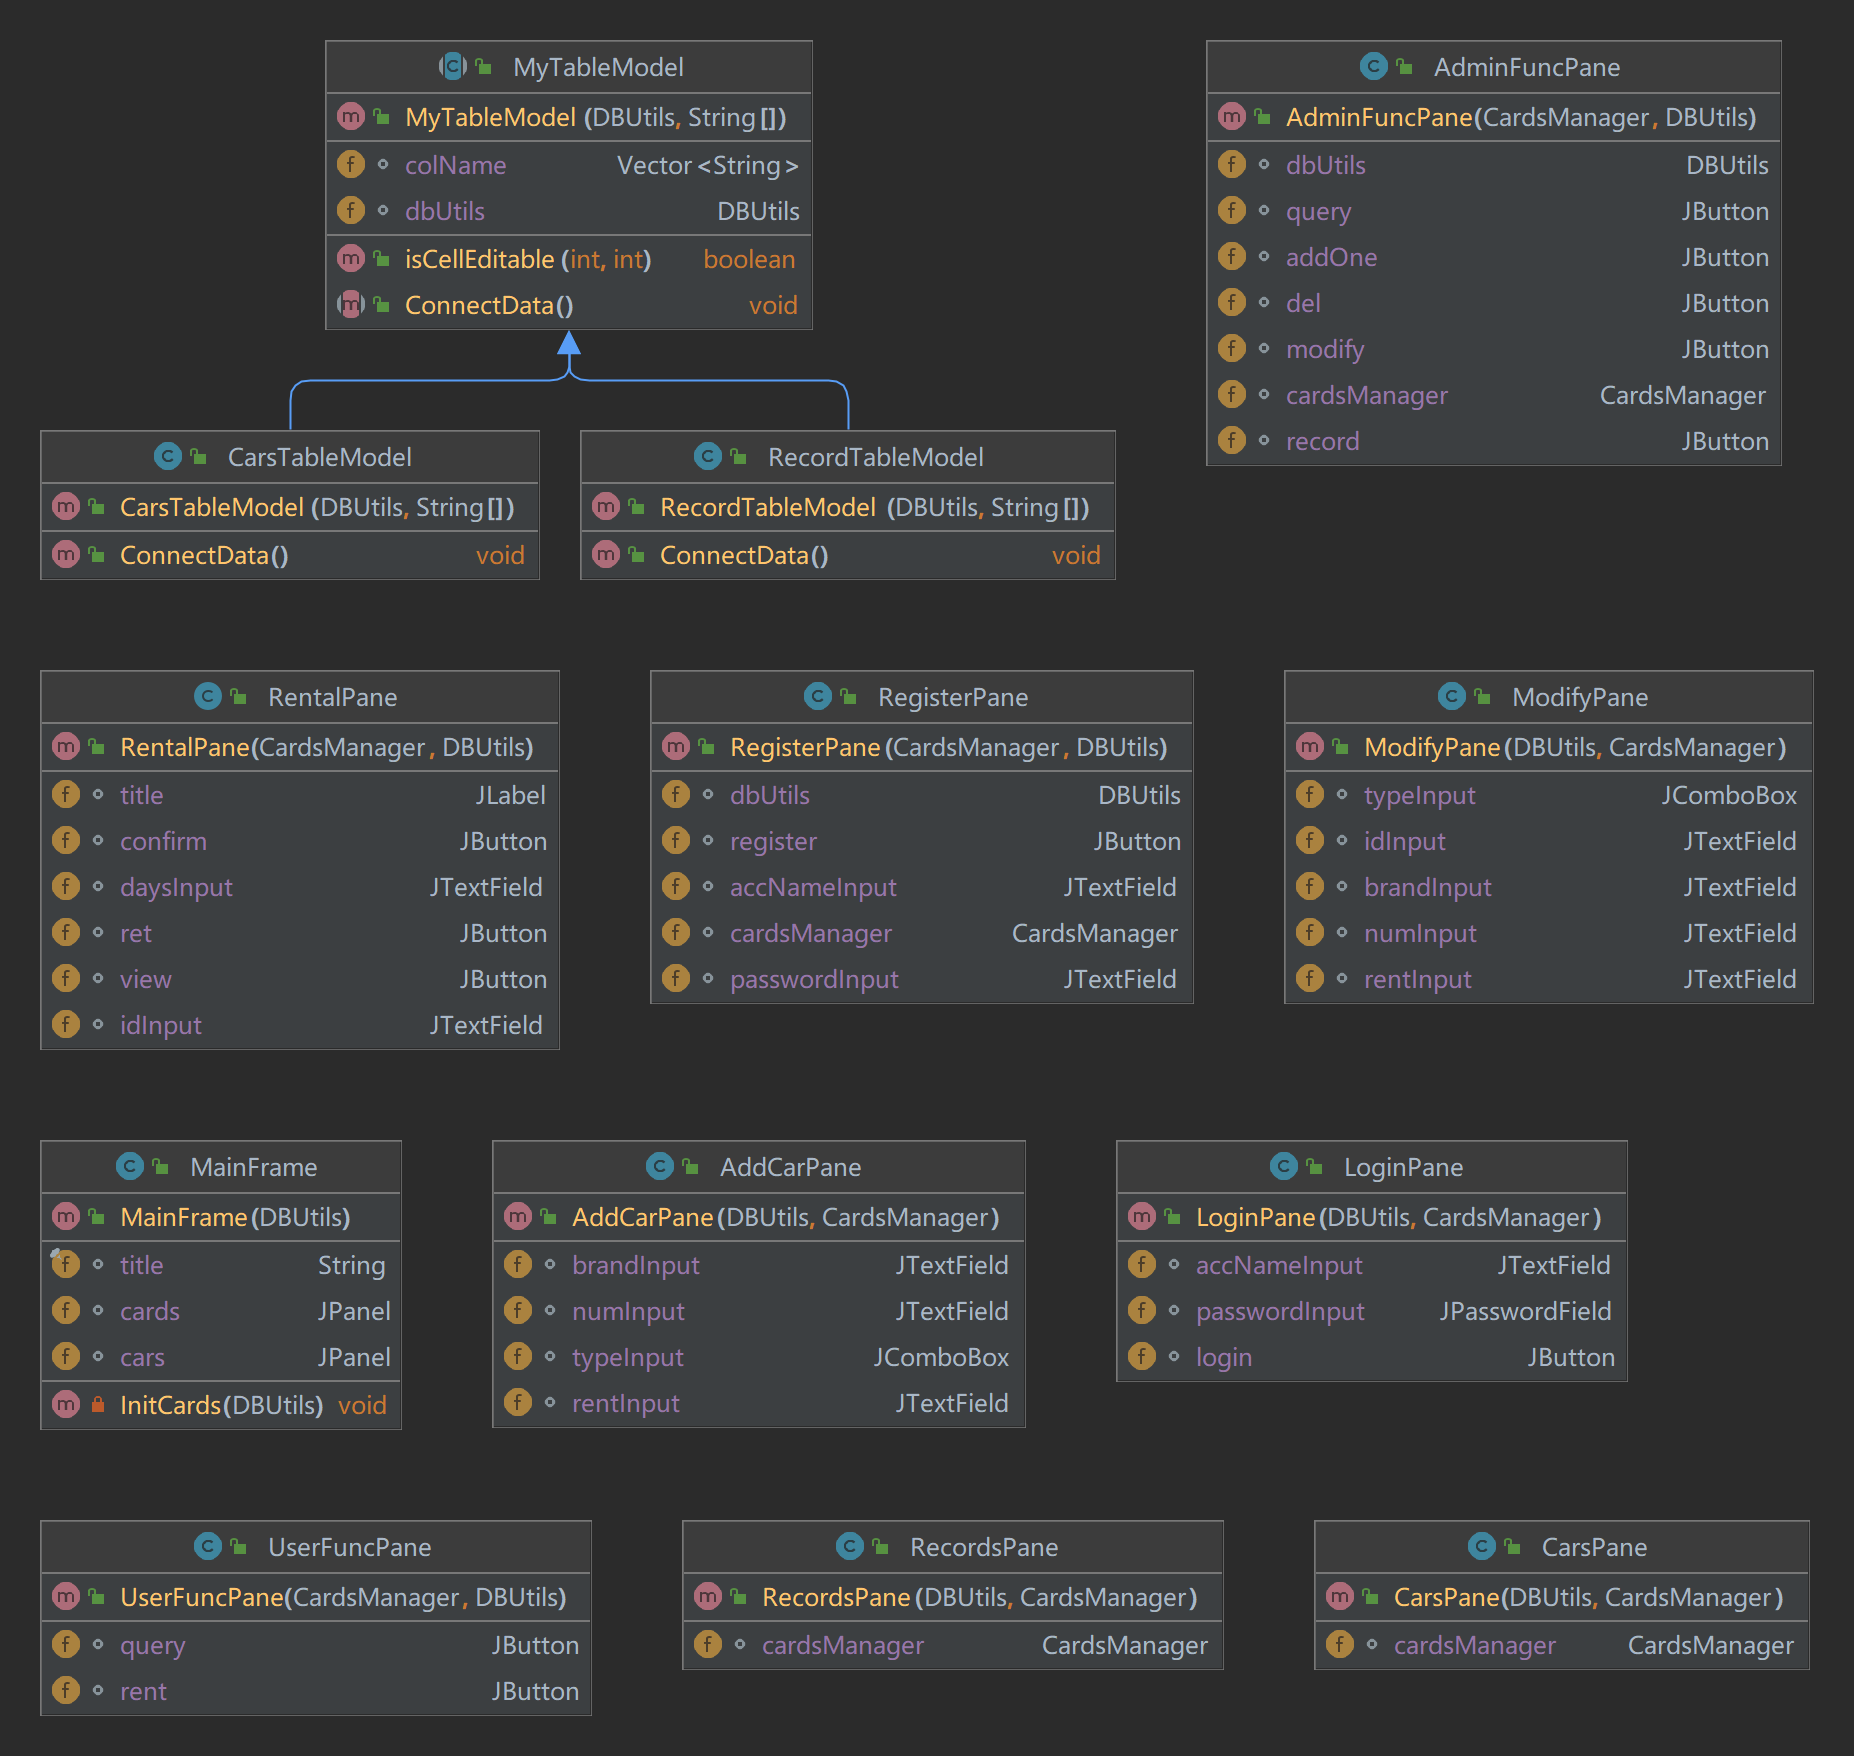 MyTableModel
MyTableModel(DBUtils, String[])
colName Vector<String>
dbUtils DBUtils
isCellEditable(int, int) boolean
ConnectData() void
AdminFuncPane
AdminFuncPane(CardsManager, DBUtils)
dbUtils DBUtils
query JButton
addOne JButton
del JButton
modify JButton
cardsManager CardsManager
record JButton
CarsTableModel
CarsTableModel(DBUtils, String[])
ConnectData() void
RecordTableModel
RecordTableModel(DBUtils, String[])
ConnectData() void
RentalPane
RentalPane(CardsManager, DBUtils)
title JLabel
confirm JButton
daysInput JTextField
ret JButton
view JButton
idInput JTextField
RegisterPane
RegisterPane(CardsManager, DBUtils)
dbUtils DBUtils
register JButton
accNameInput JTextField
cardsManager CardsManager
passwordInput JTextField
ModifyPane
ModifyPane(DBUtils, CardsManager)
typeInput JComboBox
idInput JTextField
brandInput JTextField
numInput JTextField
rentInput JTextField
MainFrame
MainFrame(DBUtils)
title String
cards JPanel
cars JPanel
InitCards(DBUtils) void
AddCarPane
AddCarPane(DBUtils, CardsManager)
brandInput JTextField
numInput JTextField
typeInput JComboBox
rentInput JTextField
LoginPane
LoginPane(DBUtils, CardsManager)
accNameInput JTextField
passwordInput JPasswordField
login JButton
UserFuncPane
UserFuncPane(CardsManager, DBUtils)
query JButton
rent JButton
RecordsPane
RecordsPane(DBUtils, CardsManager)
cardsManager CardsManager
CarsPane
CarsPane(DBUtils, CardsManager)
cardsManager CardsManager